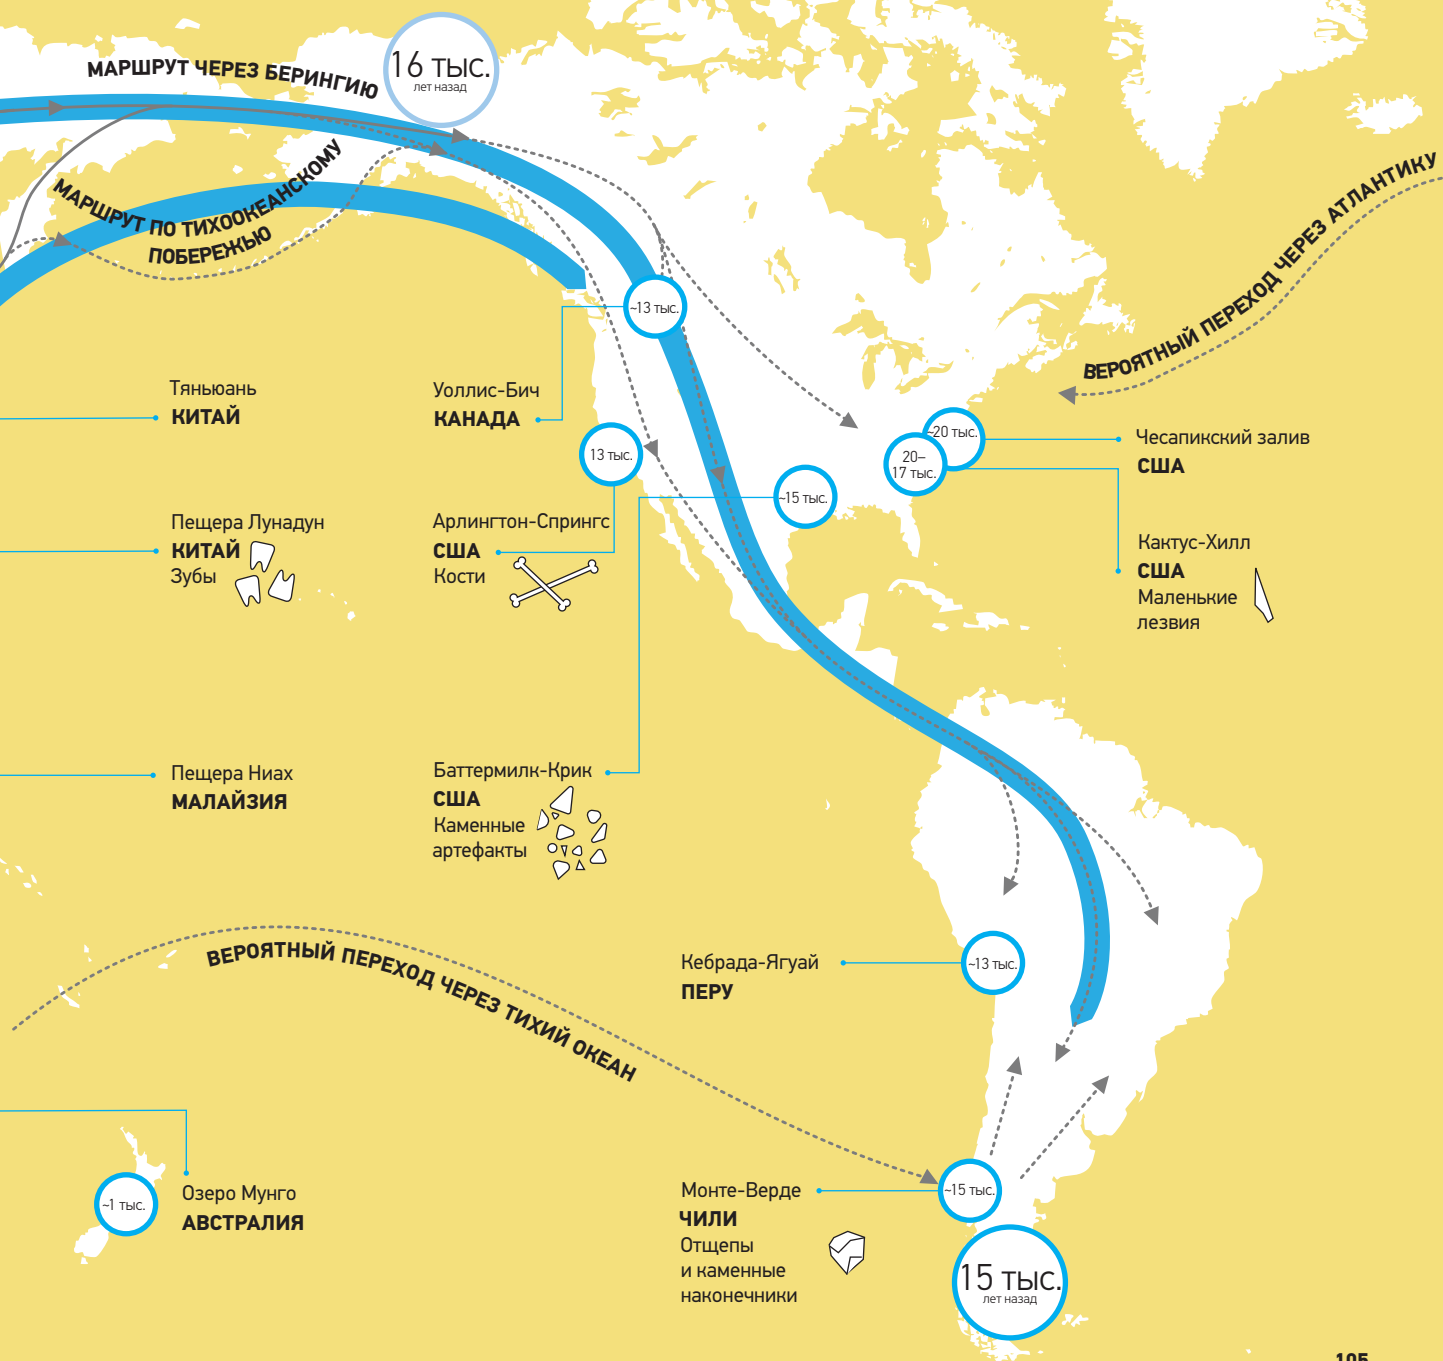 МАРШРУТ ЧЕРЕЗ БЕРИНГИЮ
16 ТЫС.
лет назад
МАРШРУТ ПО ТИХООКЕАНСКОМУ
ПОБЕРЕЖЬЮ
ВЕРОЯТНЫЙ ПЕРЕХОД ЧЕРЕЗ АТЛАНТИКУ
~13 тыс.
Тяньюань
КИТАЙ
Уоллис-Бич
КАНАДА
13 тыс.
~20 тыс.
20–
17 тыс.
~15 тыс.
Чесапикский залив
США
Пещера Лунадун
КИТАЙ
Зубы
Арлингтон-Спрингс
США
Кости
Кактус-Хилл
США
Маленькие
лезвия
Пещера Ниах
МАЛАЙЗИЯ
Баттермилк-Крик
США
Каменные
артефакты
ВЕРОЯТНЫЙ ПЕРЕХОД ЧЕРЕЗ ТИХИЙ ОКЕАН
Кебрада-Ягуай
ПЕРУ
~13 тыс.
~1 тыс.
Озеро Мунго
АВСТРАЛИЯ
Монте-Верде
ЧИЛИ
Отщепы
и каменные
наконечники
~15 тыс.
15 ТЫС.
лет назад
105